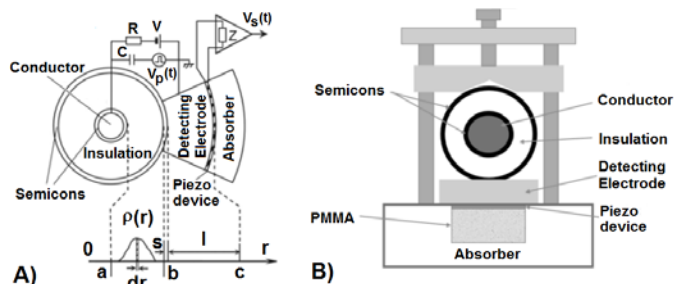 R
V
C
Vp(t)
Z
Vs(t)
Conductor
Insulation
Semicons
Detecting
Electrode
Absorber
Piezo
device
ρ(r)
0
a
dr
s
b
l
c
r
A)
Semicons
Conductor
Insulation
Detecting
Electrode
PMMA
Piezo
device
Absorber
B)